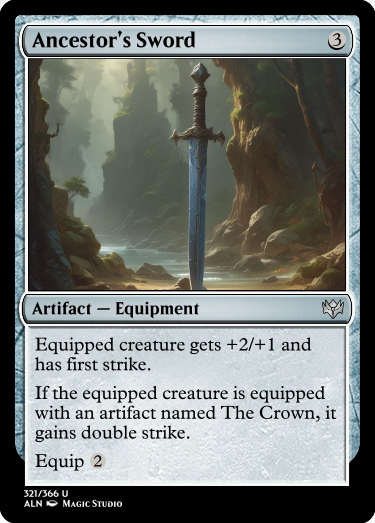 Ancestor's Sword 3
Artifact — Equipment
Equipped creature gets +2/+1 and
has first strike.
If the equipped creature is equipped
with an artifact named The Crown, it
gains double strike.
Equip 2
321/366 U
ALN Magic Studio